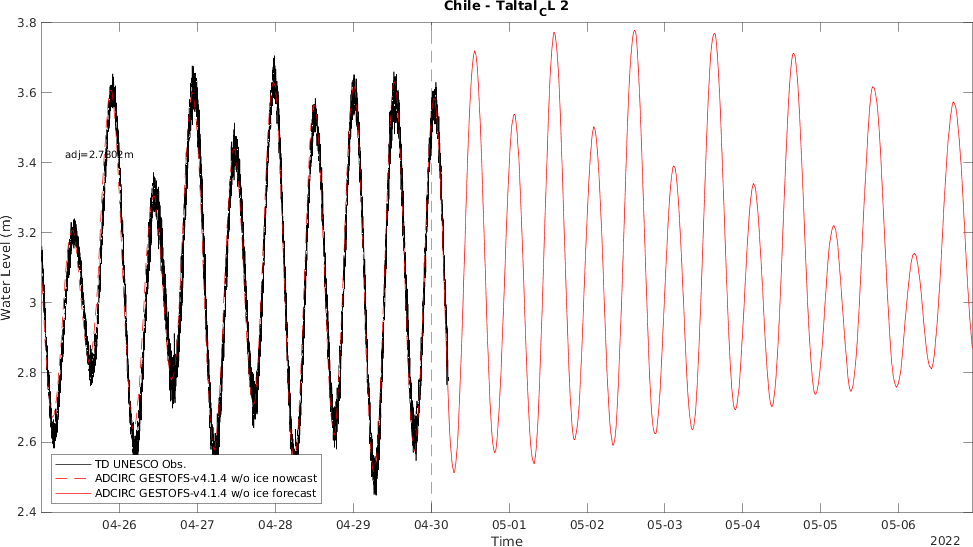 Chile - Taltal_CL 2
3.8
3.6
3.4
3.2
3
2.8
2.6
2.4
Water Level (m)
adj=2.7802m
TD UNESCO Obs.
ADCIRC GESTOFS-v4.1.4 w/o ice nowcast
ADCIRC GESTOFS-v4.1.4 w/o ice forecast
04-26 04-27 04-28 04-29 04-30 05-01 05-02 05-03 05-04 05-05 05-06
Time
2022